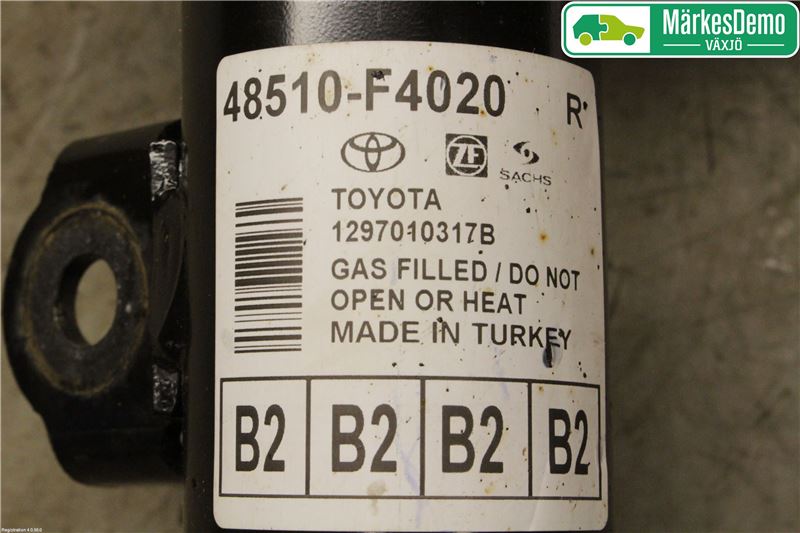 MärkesDemo
VÄXJÖ
48510-F4020 R
ZF
SACHS
TOYOTA
1297010317B
GAS FILLED / DO NOT
OPEN OR HEAT
MADE IN TURKEY
B2 B2 B2 B2